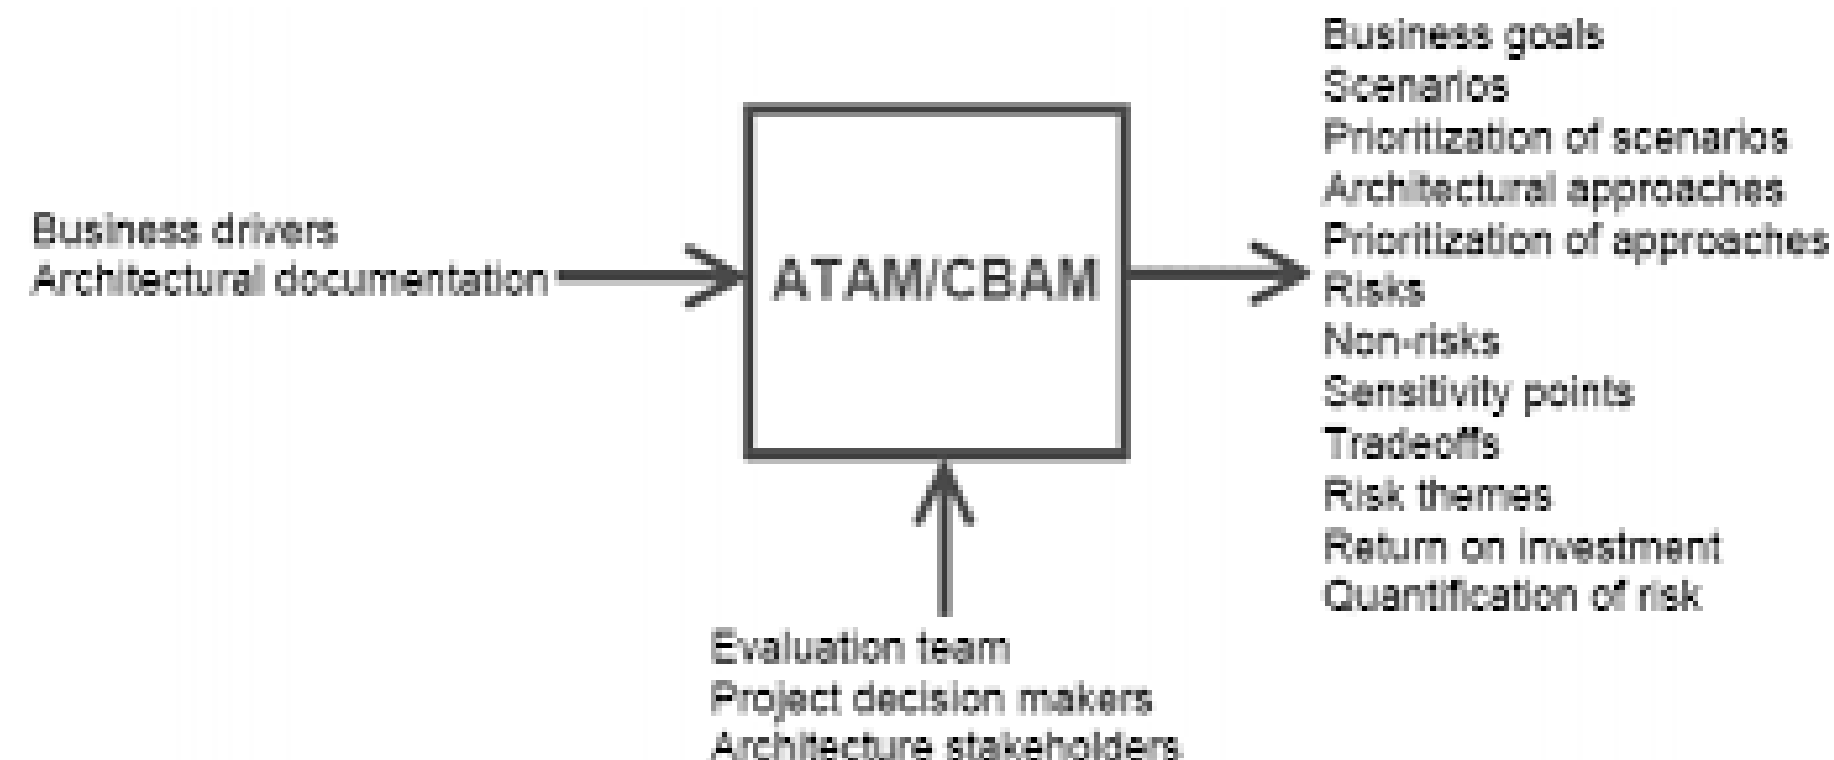 Business drivers
Architectural documentation
ATAM/CBAM
Business goals
Scenarios
Prioritization of scenarios
Architectural approaches
Prioritization of approaches
Risks
Non-risks
Sensitivity points
Tradeoffs
Risk themes
Return on investment
Quantification of risk
Evaluation team
Project decision makers
Architecture stakeholders